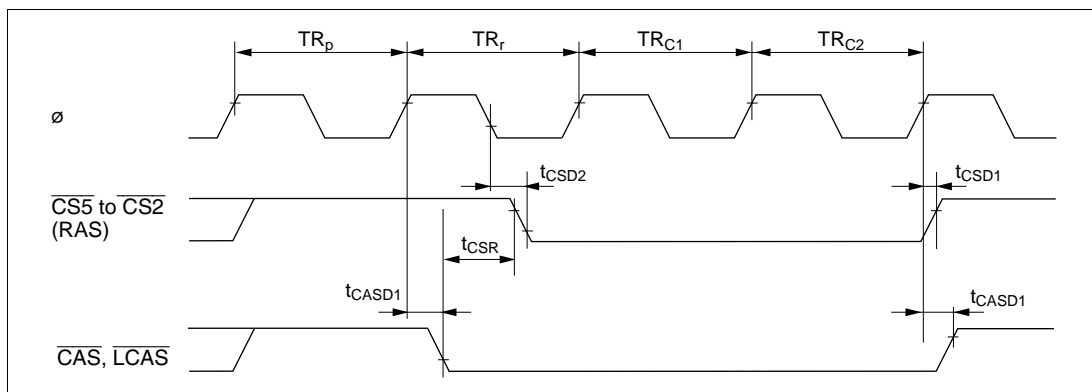 TRp TRr TRC1 TRC2
ø
tCSD2 tCSD1
CS5 to CS2
(RAS)
tCSR
tCASD1 tCASD1
CAS, LCAS